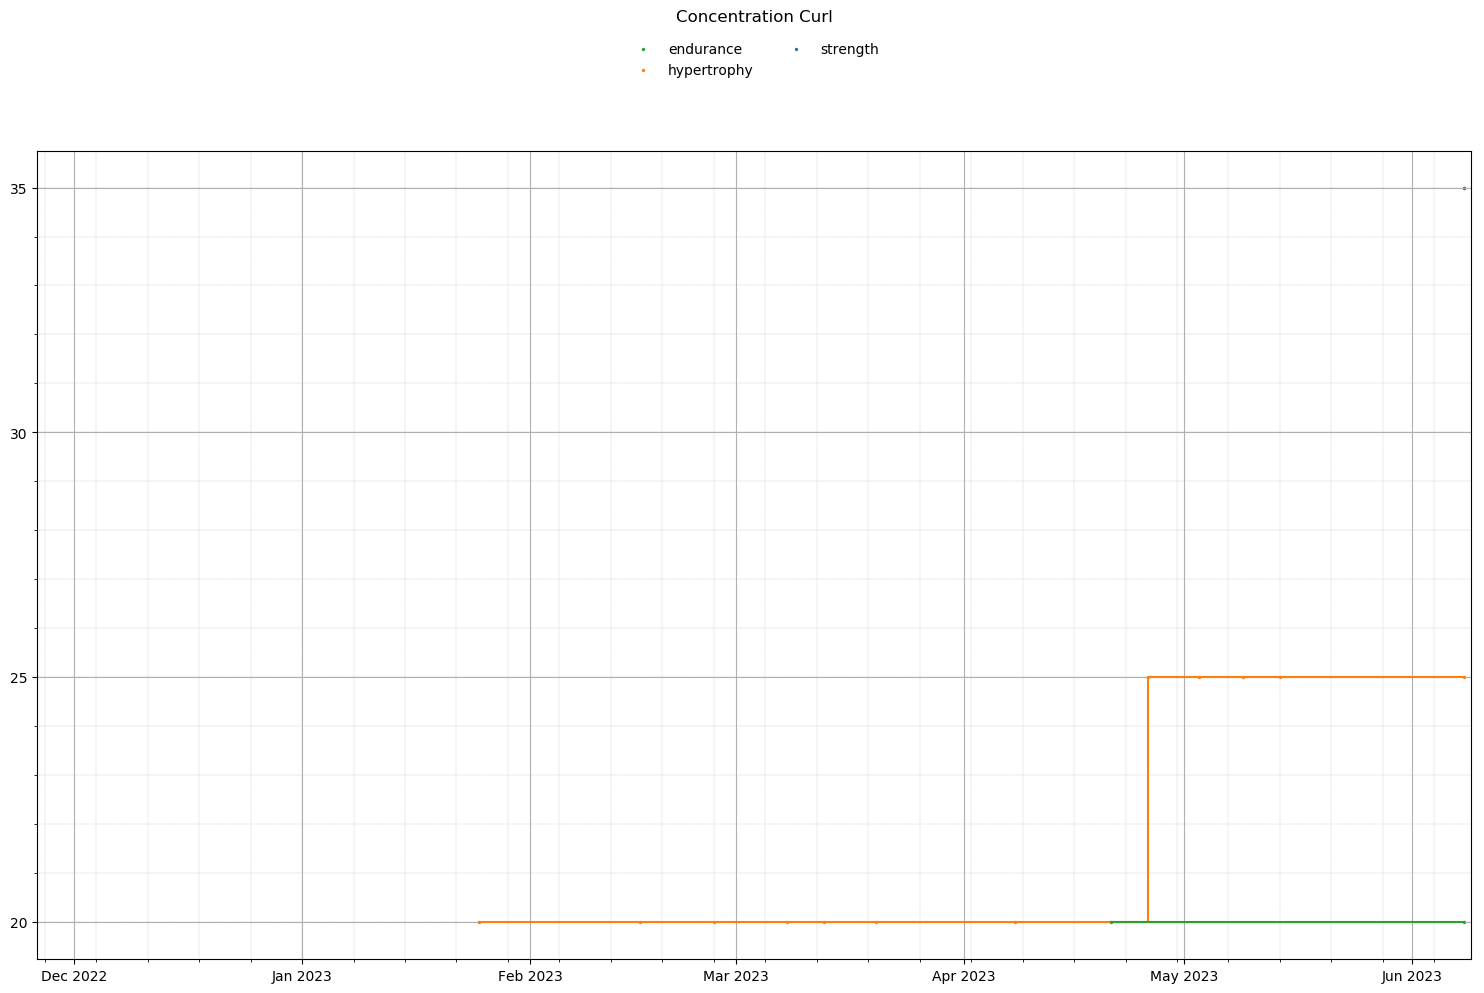 Concentration Curl
endurance strength
hypertrophy
35
30
25
20
Dec 2022 Jan 2023 Feb 2023 Mar 2023 Apr 2023 May 2023 Jun 2023